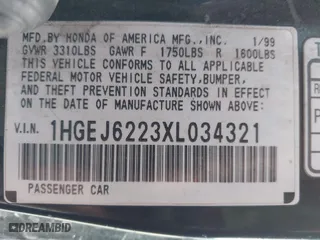 MFD. BY HONDA OF AMERICA MFG., INC. 1/99
GVWR 3310LBS GAWR F 1750LBS R 1600LBS
THIS VEHICLE CONFORMS TO ALL APPLICABLE
FEDERAL MOTOR VEHICLE SAFETY, BUMPER,
AND THEFT PREVENTION STANDARDS IN EFFECT
ON THE DATE OF MANUFACTURE SHOWN ABOVE.
V.I.N. 1HGEJ6223XL034321
PASSENGER CAR
DREAMBID